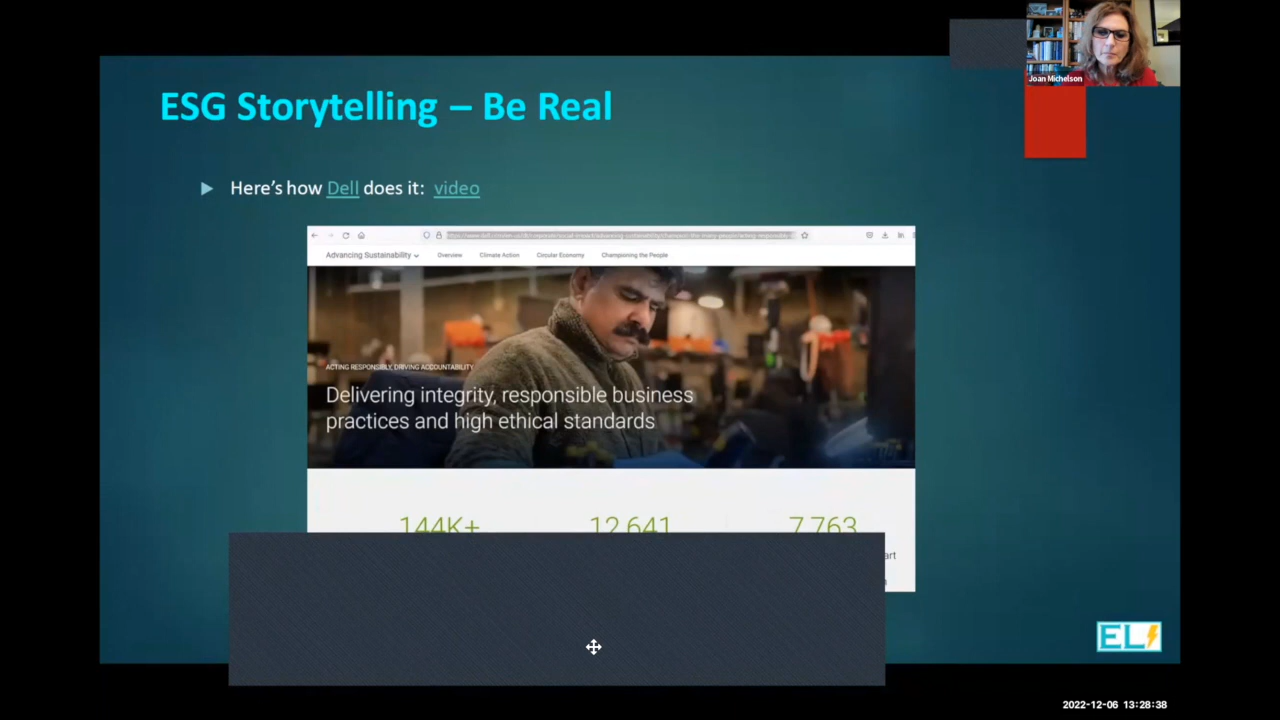 Joan Michelson
ESG Storytelling – Be Real
Here's how Dell does it: video
Advancing Sustainability
Overview
Climate Action
Circular Economy
Championing the People
ACTING RESPONSIBLY, DRIVING ACCOUNTABILITY
Delivering integrity, responsible business
practices and high ethical standards
144K+
12,641
7,763
art
EL
2022-12-06 13:28:38